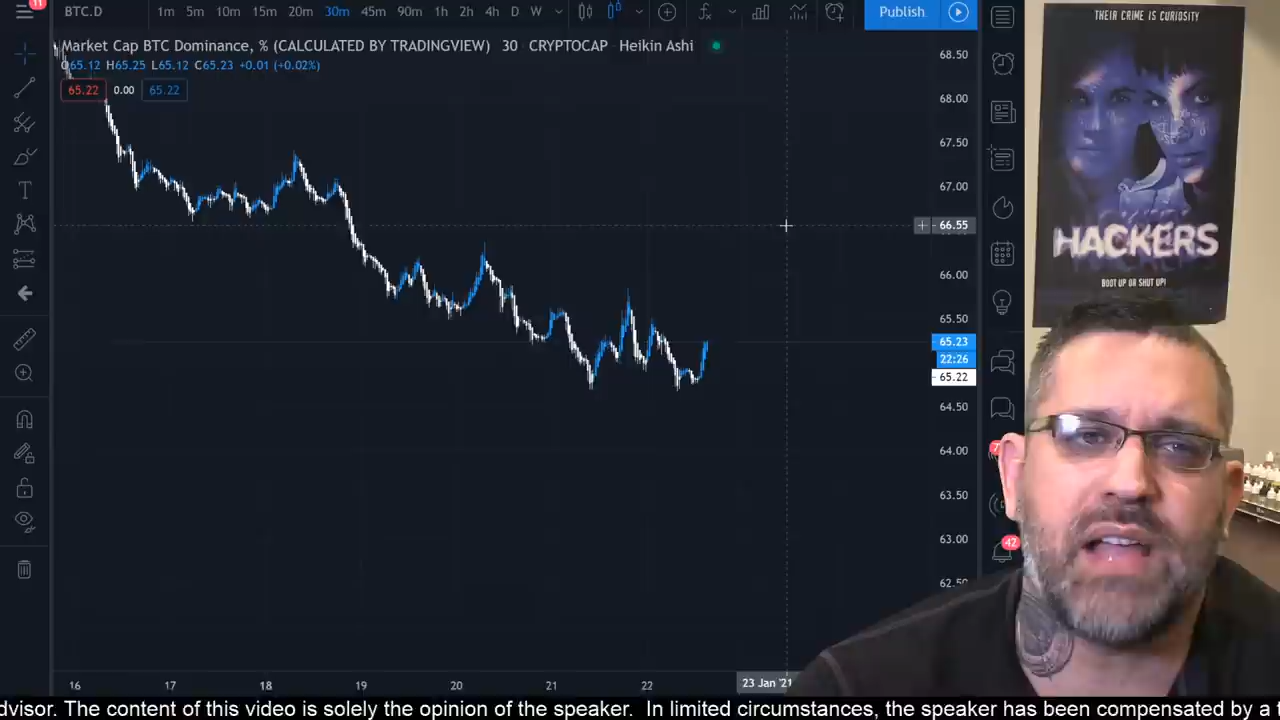 11
BTC.D 1m 5m 10m 15m 20m 30m 45m 90m 1h 2h 4h D W Publish
Market Cap BTC Dominance, % (CALCULATED BY TRADINGVIEW) 30 CRYPTOCAP Heikin Ashi
O65.12 H65.25 L65.12 C65.23 +0.01 (+0.02%)
65.22 0.00 65.22
68.50
68.00
67.50
67.00
66.55
66.00
65.50
65.23
22:26
65.22
64.50
64.00
63.50
63.00
62.50
42
16 17 18 19 20 21 22 23 Jan '21
THEIR CRIME IS CURIOSITY
HACKERS
BOOT UP OR SHUT UP!
dvisor. The content of this video is solely the opinion of the speaker. In limited circumstances, the speaker has been compensated by a